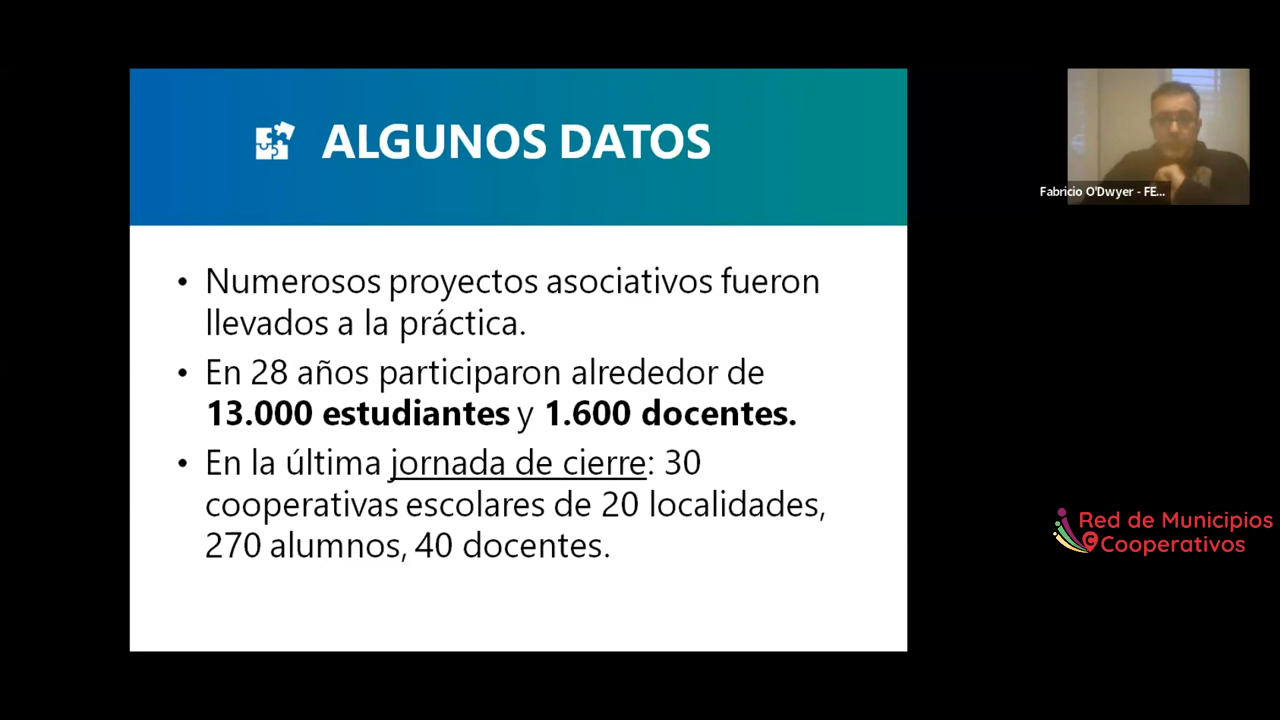 ALGUNOS DATOS
• Numerosos proyectos asociativos fueron
llevados a la práctica.
• En 28 años participaron alrededor de
13.000 estudiantes y 1.600 docentes.
• En la última jornada de cierre: 30
cooperativas escolares de 20 localidades,
270 alumnos, 40 docentes.
Fabricio O'Dwyer - FE...
Red de Municipios
Cooperativos